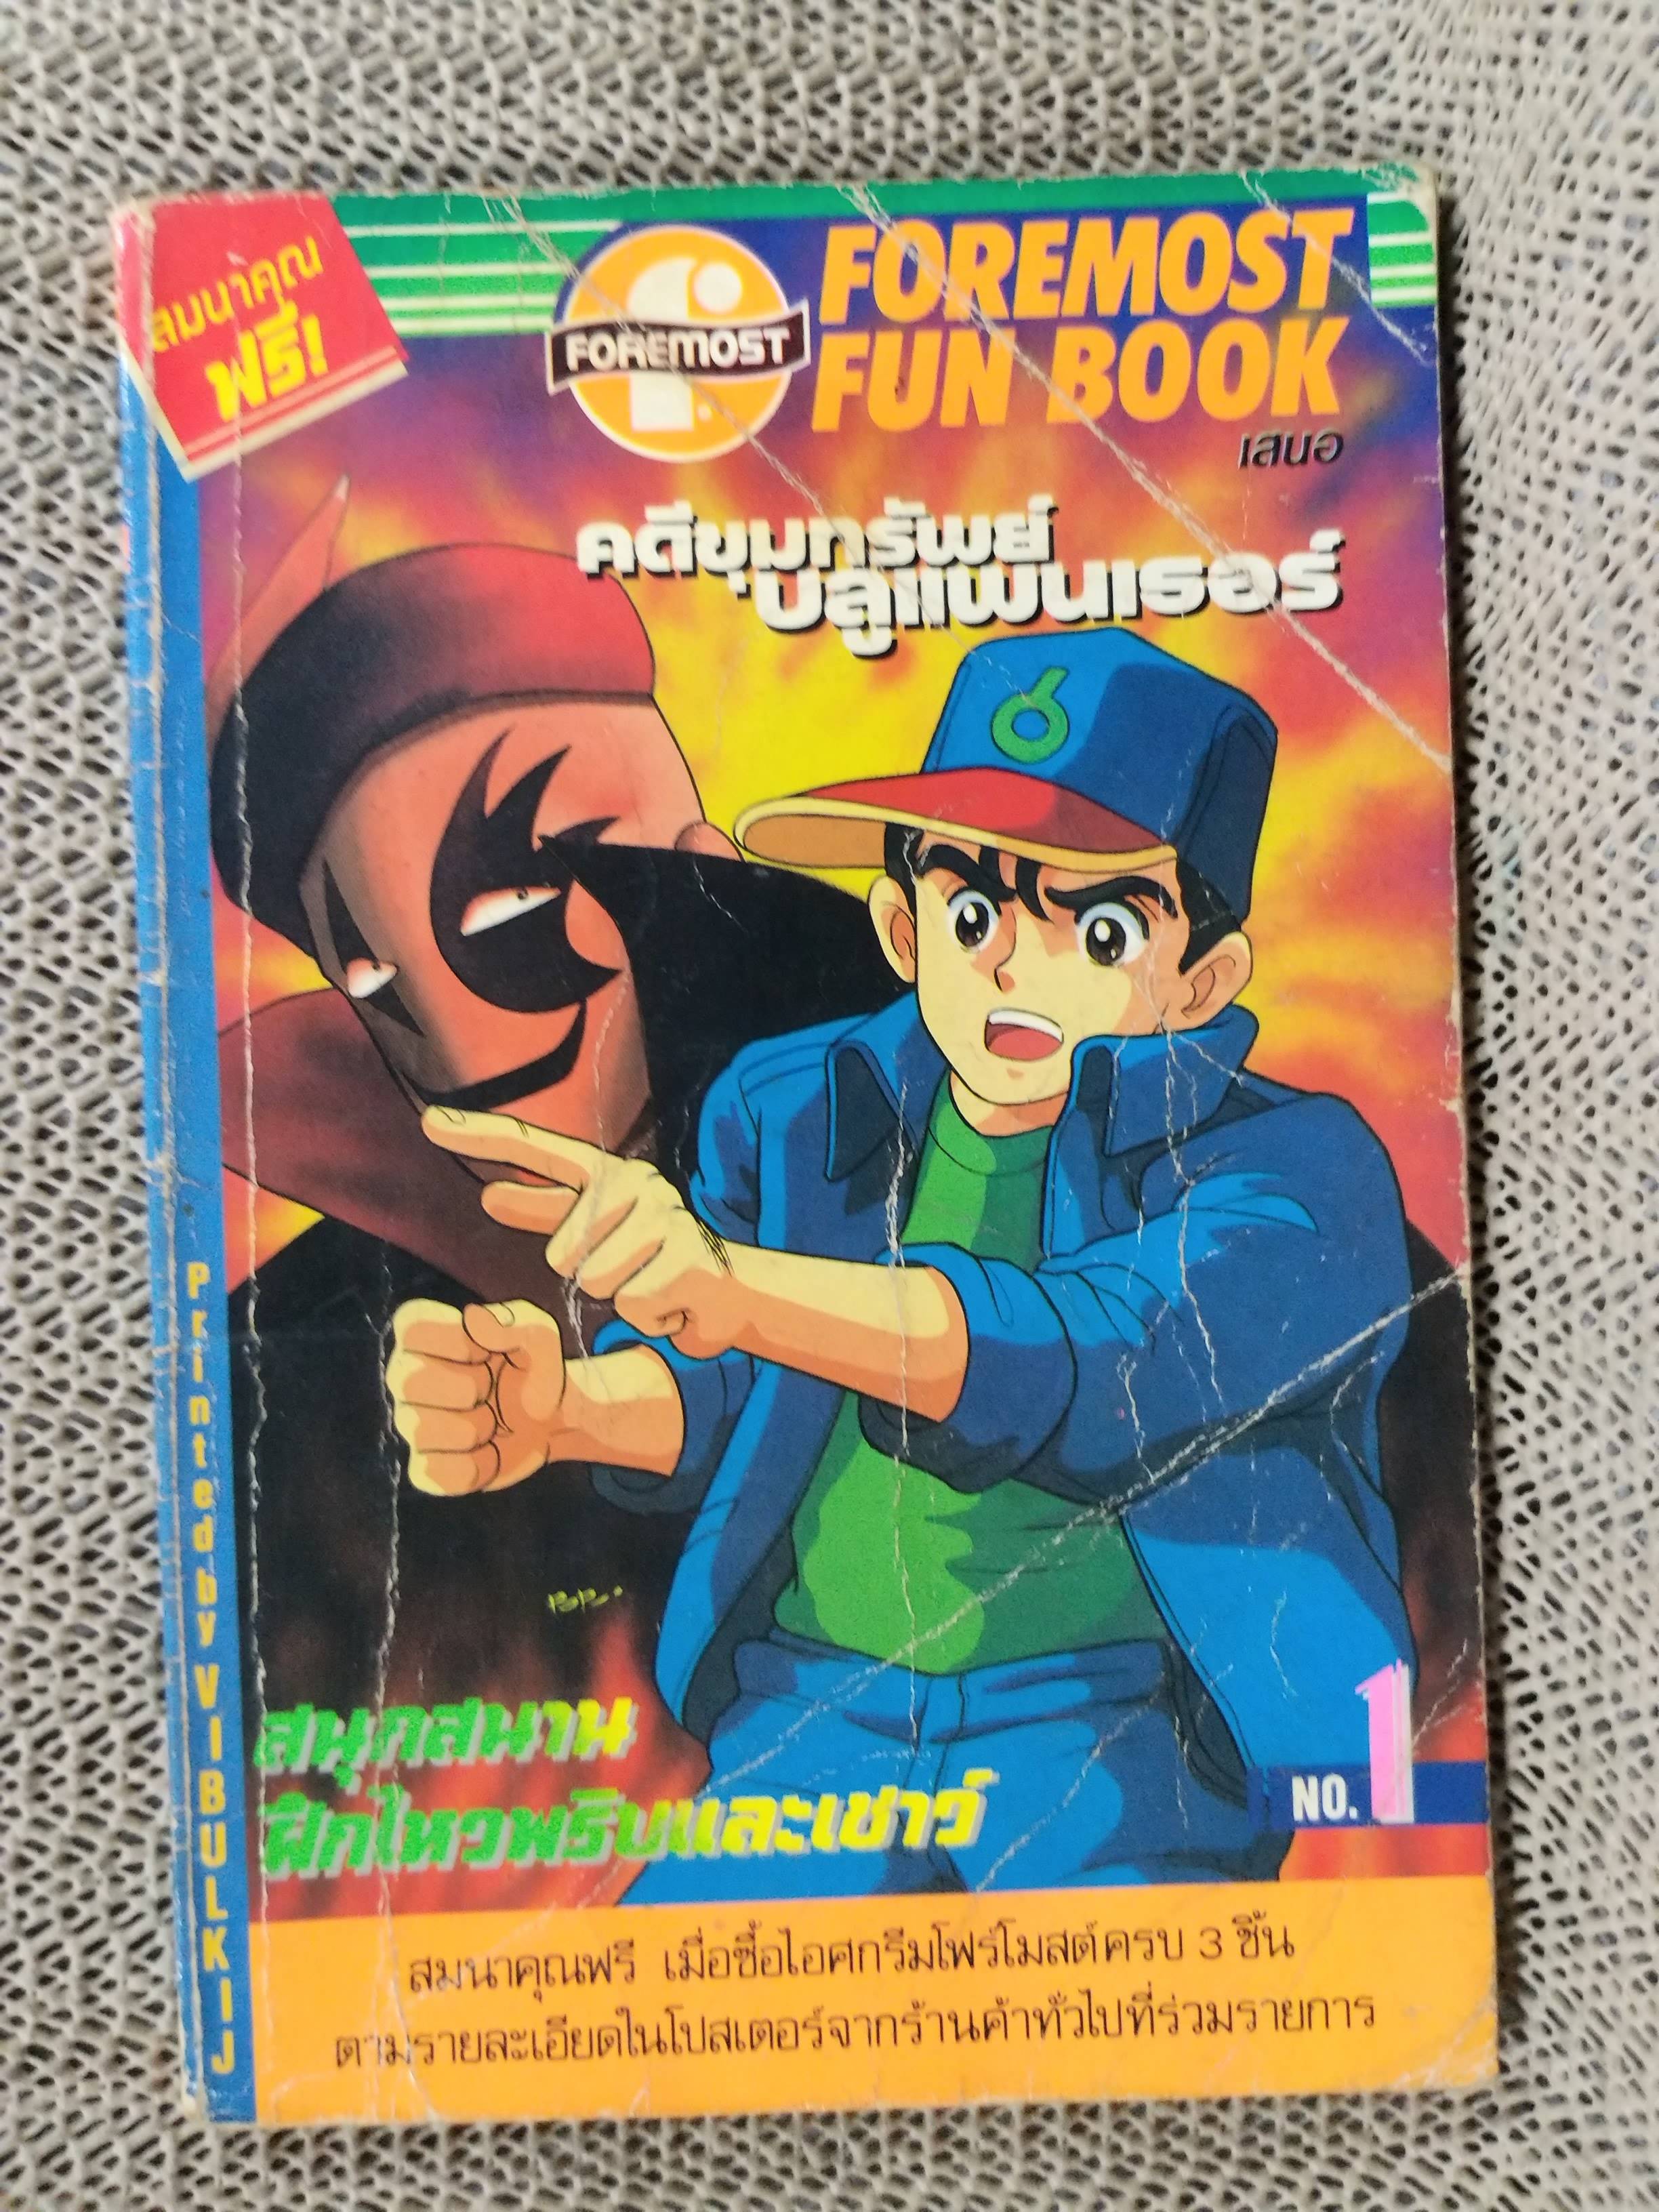 สมนาคุณ
ฟรี!
FOREMOST
FOREMOST
FUN BOOK
เสนอ
คดีขุมทรัพย์
บลูแพนเธอร์
6
Printed by VIBULKIJ
สนุกสนาน
ฝึกไหวพริบและเชาว์
NO. 1
สมนาคุณฟรี เมื่อซื้อไอศกรีมโฟร์โมสต์ครบ 3 ชิ้น
ตามรายละเอียดในโปสเตอร์จากร้านค้าทั่วไปที่ร่วมรายการ